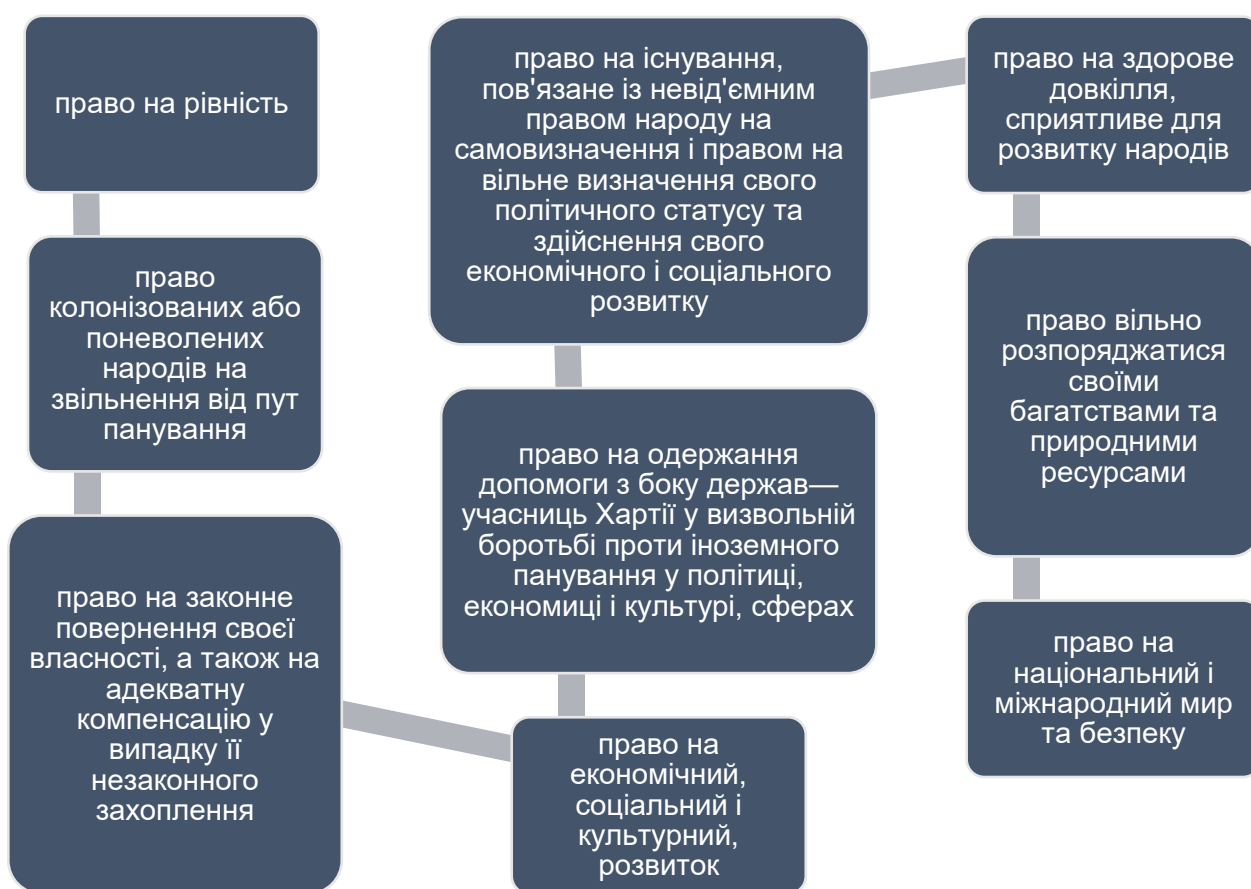 право на рівність
право
колонізованих або
поневолених
народів на
звільнення від пут
панування
право на законне
повернення своєї
власності, а також на
адекватну
компенсацію у
випадку її
незаконного
захоплення
право на
економічний,
соціальний і
культурний,
розвиток
право на одержання
допомоги з боку держав—
учасниць Хартії у визвольній
боротьбі проти іноземного
панування у політиці,
економиці і культурі, сферах
право на існування,
пов'язане із невід'ємним
правом народу на
самовизначення і правом на
вільне визначення свого
політичного статусу та
здійснення свого
економічного і соціального
розвитку
право на здорове
довкілля,
сприятливе для
розвитку народів
право вільно
розпоряджатися
своїми
багатствами та
природними
ресурсами
право на
національний і
міжнародний мир
та безпеку